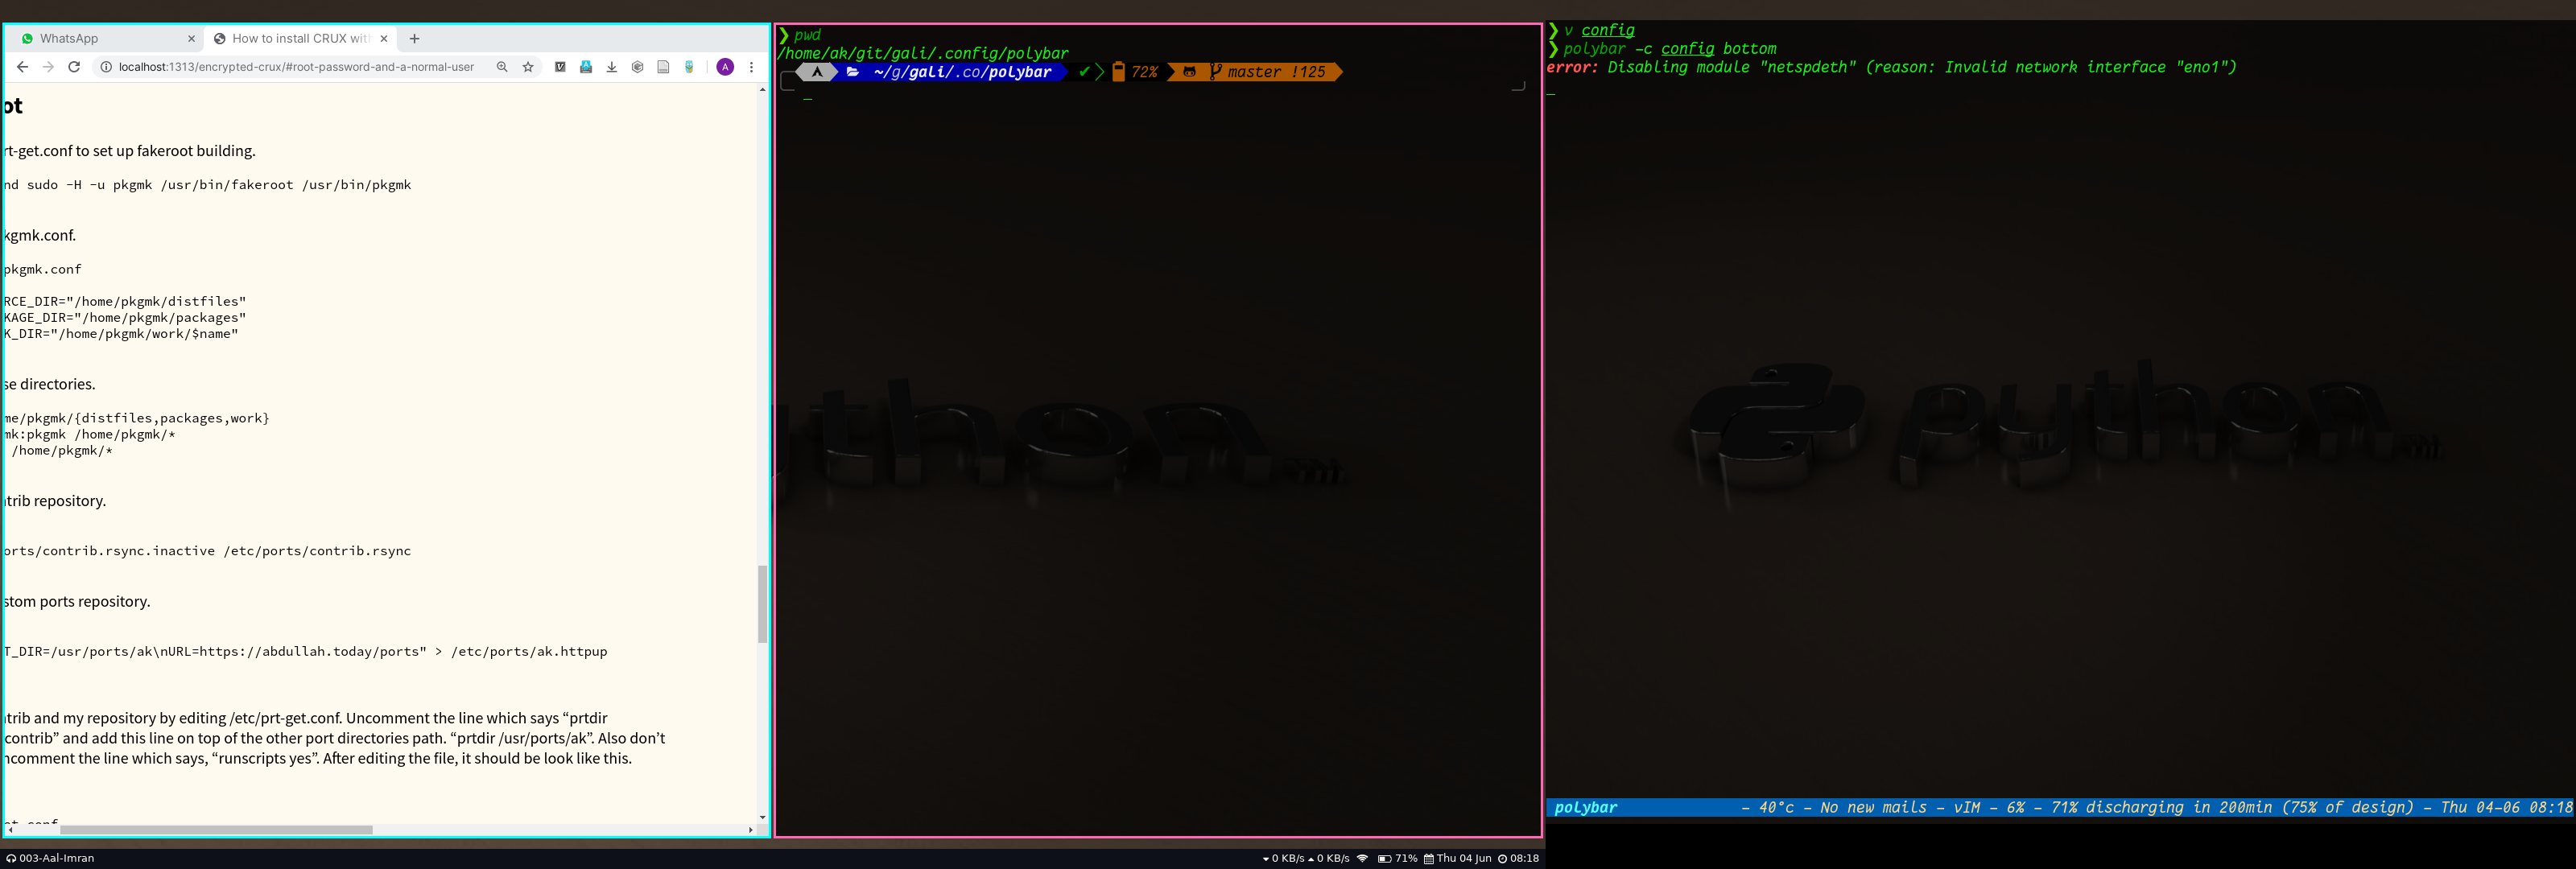 WhatsApp
How to install CRUX with
localhost:1313/encrypted-crux/#root-password-and-a-normal-user
A
ot
rt-get.conf to set up fakeroot building.
nd sudo -H -u pkgmk /usr/bin/fakeroot /usr/bin/pkgmk
kgmk.conf.
pkgmk.conf
RCE_DIR="/home/pkgmk/distfiles"
KAGE_DIR="/home/pkgmk/packages"
K_DIR="/home/pkgmk/work/$name"
se directories.
me/pkgmk/{distfiles,packages,work}
mk:pkgmk /home/pkgmk/*
/home/pkgmk/*
trib repository.
orts/contrib.rsync.inactive /etc/ports/contrib.rsync
stom ports repository.
T_DIR=/usr/ports/ak\nURL=https://abdullah.today/ports" > /etc/ports/ak.httpup
trib and my repository by editing /etc/prt-get.conf. Uncomment the line which says “prtdir
contrib” and add this line on top of the other port directories path. “prtdir /usr/ports/ak”. Also don’t
ncomment the line which says, “runscripts yes”. After editing the file, it should be look like this.
003-Aal-Imran
❯ pwd
/home/ak/git/gali/.config/polybar
~/g/gali/.co/polybar ✔ 72% master !125
thon
0 KB/s 0 KB/s 71% Thu 04 Jun 08:18
❯ v config
❯ polybar -c config bottom
error: Disabling module "netspdeth" (reason: Invalid network interface "eno1")
python
polybar - 40°c - No new mails - vIM - 6% - 71% discharging in 200min (75% of design) - Thu 04-06 08:18